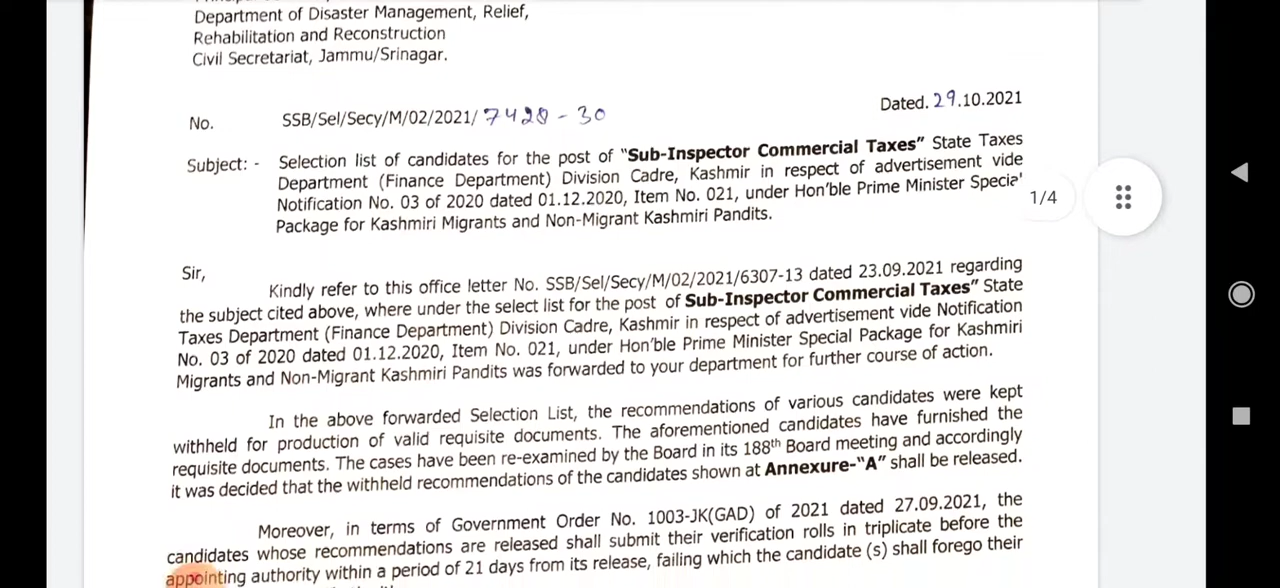 Department of Disaster Management, Relief,
Rehabilitation and Reconstruction
Civil Secretariat, Jammu/Srinagar.
No. SSB/Sel/Secy/M/02/2021/ 7420 - 30 Dated. 29.10.2021
Subject: - Selection list of candidates for the post of "Sub-Inspector Commercial Taxes" State Taxes
Department (Finance Department) Division Cadre, Kashmir in respect of advertisement vide
Notification No. 03 of 2020 dated 01.12.2020, Item No. 021, under Hon'ble Prime Minister Special
Package for Kashmiri Migrants and Non-Migrant Kashmiri Pandits.
1/4
Sir,
Kindly refer to this office letter No. SSB/Sel/Secy/M/02/2021/6307-13 dated 23.09.2021 regarding
the subject cited above, where under the select list for the post of Sub-Inspector Commercial Taxes" State
Taxes Department (Finance Department) Division Cadre, Kashmir in respect of advertisement vide Notification
No. 03 of 2020 dated 01.12.2020, Item No. 021, under Hon'ble Prime Minister Special Package for Kashmiri
Migrants and Non-Migrant Kashmiri Pandits was forwarded to your department for further course of action.
In the above forwarded Selection List, the recommendations of various candidates were kept
withheld for production of valid requisite documents. The aforementioned candidates have furnished the
requisite documents. The cases have been re-examined by the Board in its 188th Board meeting and accordingly
it was decided that the withheld recommendations of the candidates shown at Annexure-"A" shall be released.
Moreover, in terms of Government Order No. 1003-JK(GAD) of 2021 dated 27.09.2021, the
candidates whose recommendations are released shall submit their verification rolls in triplicate before the
appointing authority within a period of 21 days from its release, failing which the candidate (s) shall forego their